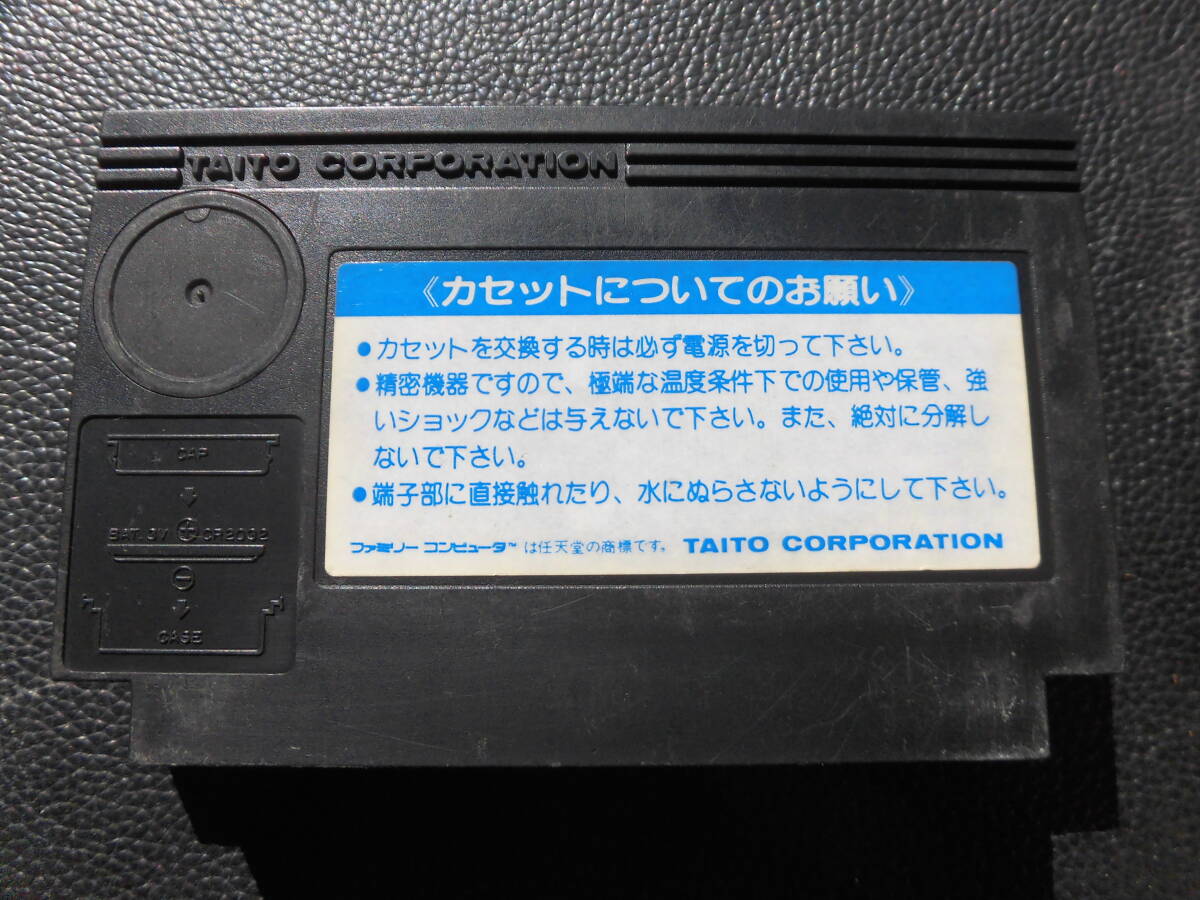 TAITO CORPORATION
《カセットについてのお願い》
●カセットを交換する時は必ず電源を切って下さい。
●精密機器ですので、極端な温度条件下での使用や保管、強
いショックなどは与えないで下さい。また、絶対に分解し
ないで下さい。
●端子部に直接触れたり、水にぬらさないようにして下さい。
ファミリー コンピュータ™ は任天堂の商標です。 TAITO CORPORATION
CAP
BAT.3V ⊕ CR2032
⊖
CASE